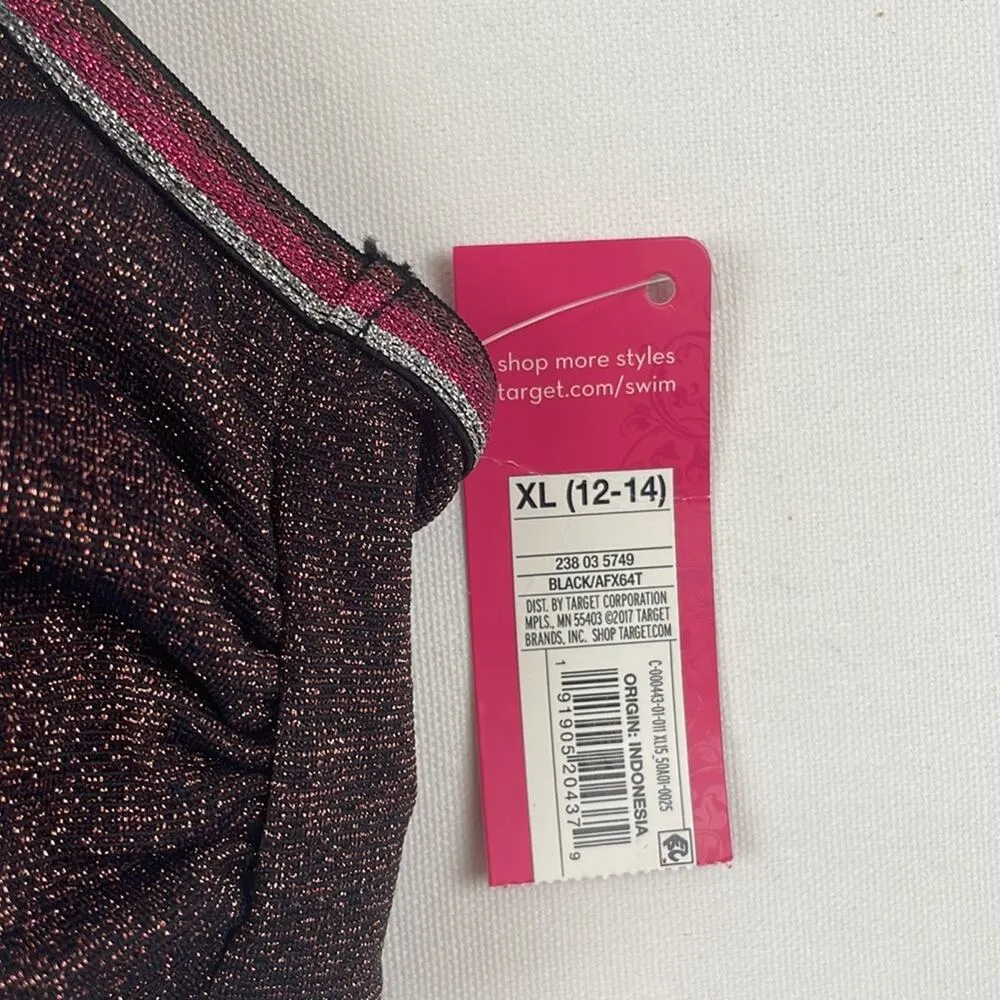 shop more styles
target.com/swim
XL (12-14)
238 03 5749
BLACK/AFX64T
DIST. BY TARGET CORPORATION
MPLS., MN 55403 ©2017 TARGET
BRANDS, INC. SHOP TARGET.COM
C-000443-01-011 XL15_50A01-0025
ORIGIN: INDONESIA
1 91905 20437 9